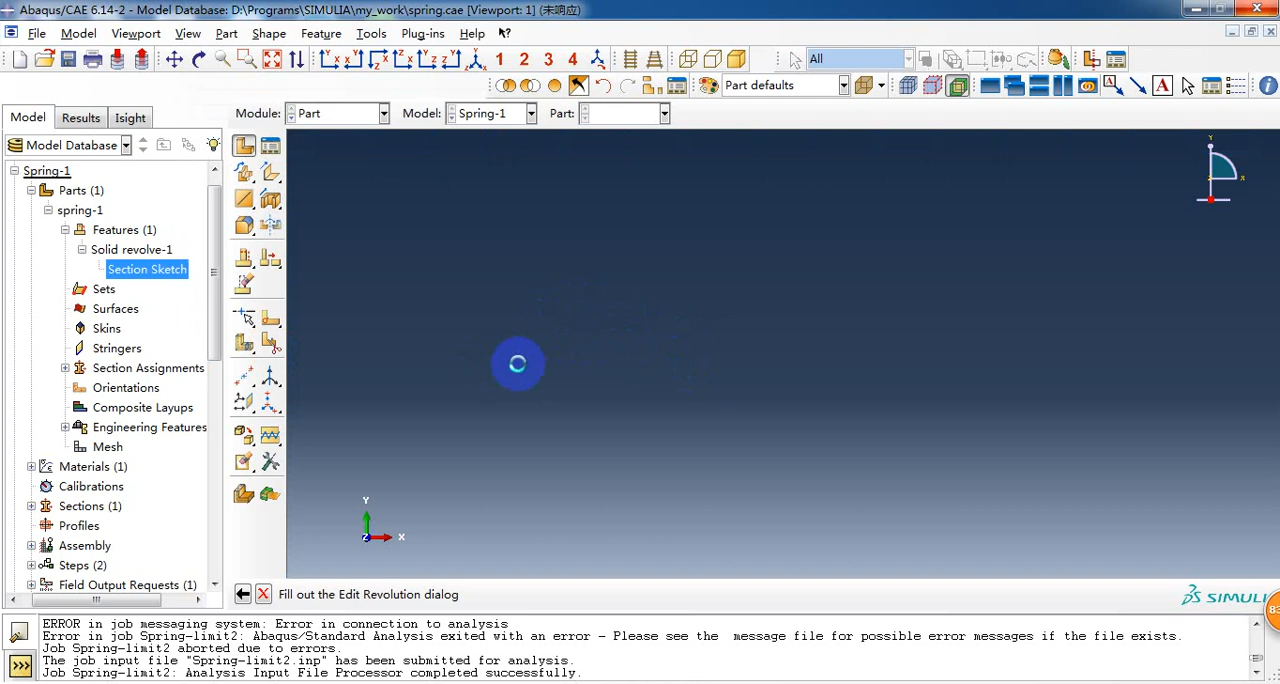 Abaqus/CAE 6.14-2 - Model Database: D:\Programs\SIMULIA\my_work\spring.cae [Viewport: 1] (未响应)
File Model Viewport View Part Shape Feature Tools Plug-ins Help
1 2 3 4 All
Part defaults
Model Results Isight
Module: Part Model: Spring-1 Part:
Model Database
Spring-1
Parts (1)
spring-1
Features (1)
Solid revolve-1
Section Sketch
Sets
Surfaces
Skins
Stringers
Section Assignments
Orientations
Composite Layups
Engineering Features
Mesh
Materials (1)
Calibrations
Sections (1)
Profiles
Assembly
Steps (2)
Field Output Requests (1)
Y
X
Y
X
Z
Fill out the Edit Revolution dialog
SIMULI
83
ERROR in job messaging system: Error in connection to analysis
Error in job Spring-limit2: Abaqus/Standard Analysis exited with an error - Please see the message file for possible error messages if the file exists.
Job Spring-limit2 aborted due to errors.
The job input file "Spring-limit2.inp" has been submitted for analysis.
Job Spring-limit2: Analysis Input File Processor completed successfully.